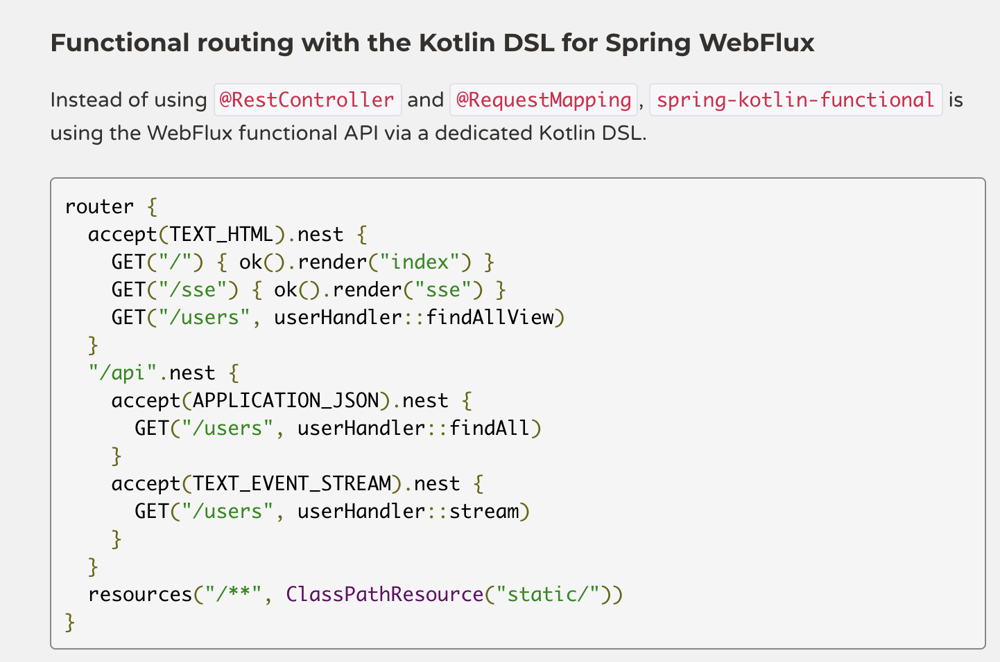 Functional routing with the Kotlin DSL for Spring WebFlux
Instead of using @RestController and @RequestMapping, spring-kotlin-functional is
using the WebFlux functional API via a dedicated Kotlin DSL.
router {
  accept(TEXT_HTML).nest {
    GET("/") { ok().render("index") }
    GET("/sse") { ok().render("sse") }
    GET("/users", userHandler::findAllView)
  }
  "/api".nest {
    accept(APPLICATION_JSON).nest {
      GET("/users", userHandler::findAll)
    }
    accept(TEXT_EVENT_STREAM).nest {
      GET("/users", userHandler::stream)
    }
  }
  resources("/**", ClassPathResource("static/"))
}